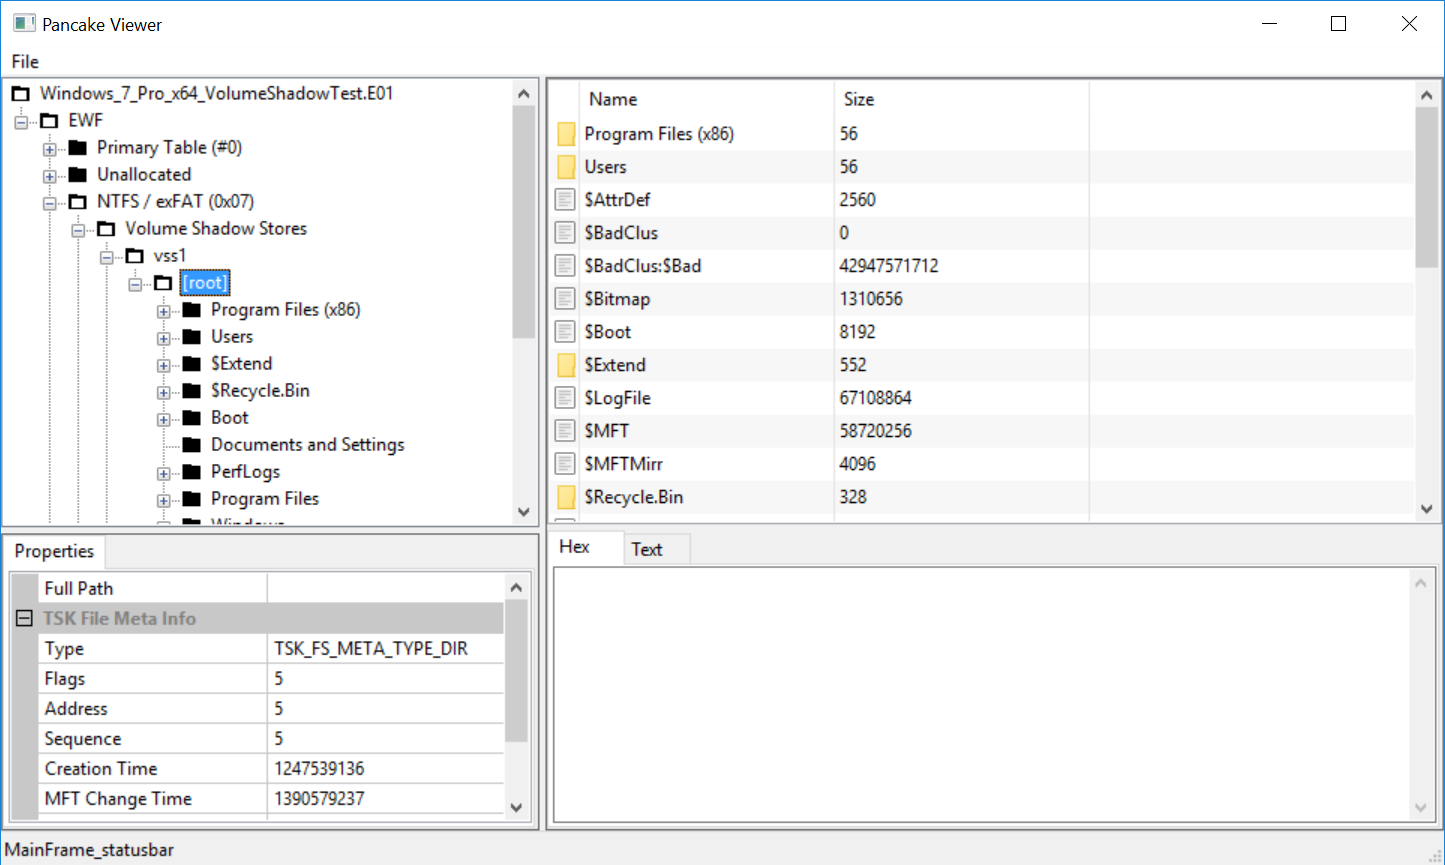 Pancake Viewer
File
Windows_7_Pro_x64_VolumeShadowTest.E01
EWF
Primary Table (#0)
Unallocated
NTFS / exFAT (0x07)
Volume Shadow Stores
vss1
[root]
Program Files (x86)
Users
$Extend
$Recycle.Bin
Boot
Documents and Settings
PerfLogs
Program Files
Windows
Name Size
Program Files (x86) 56
Users 56
$AttrDef 2560
$BadClus 0
$BadClus:$Bad 42947571712
$Bitmap 1310656
$Boot 8192
$Extend 552
$LogFile 67108864
$MFT 58720256
$MFTMirr 4096
$Recycle.Bin 328
Properties
Full Path
TSK File Meta Info
Type TSK_FS_META_TYPE_DIR
Flags 5
Address 5
Sequence 5
Creation Time 1247539136
MFT Change Time 1390579237
Hex Text
MainFrame_statusbar